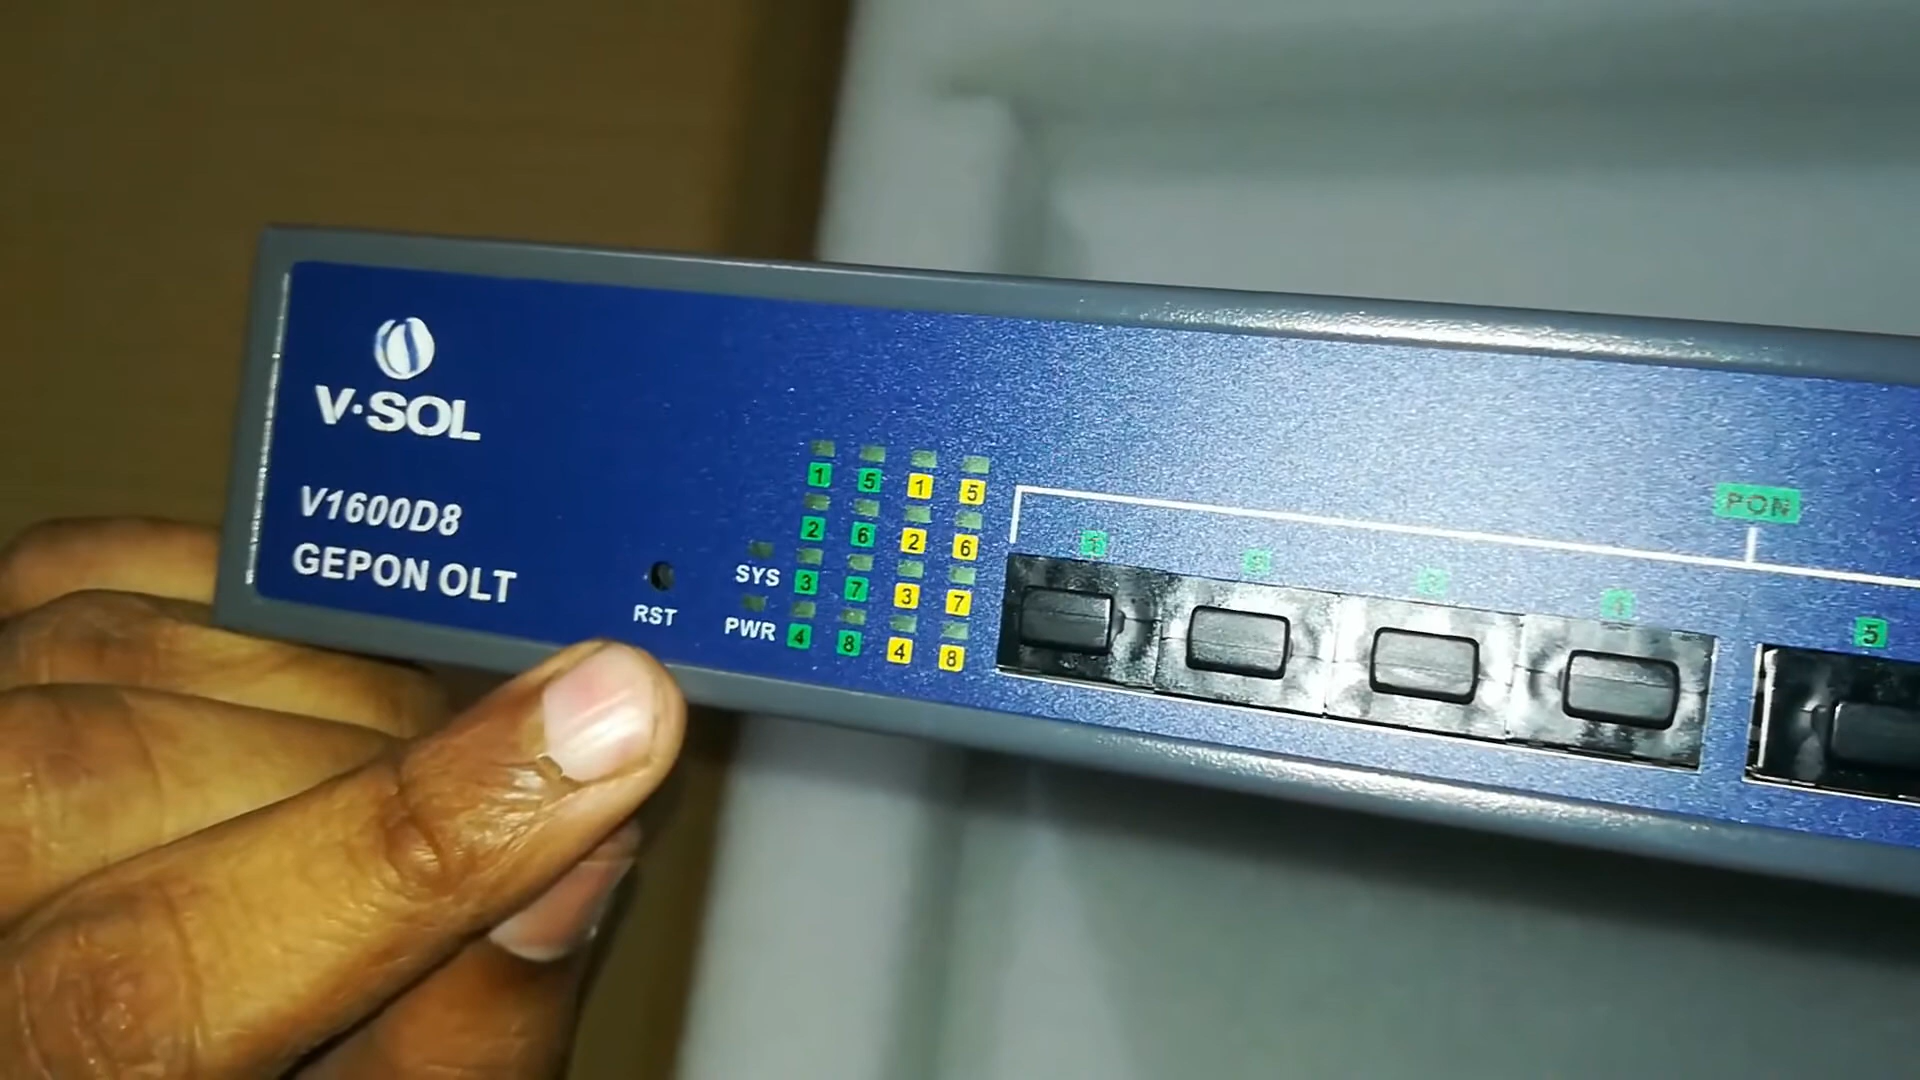 V·SOL
V1600D8
GEPON OLT
RST
SYS
PWR
1 5 1 5
2 6 2 6
3 7 3 7
4 8 4 8
PON
5